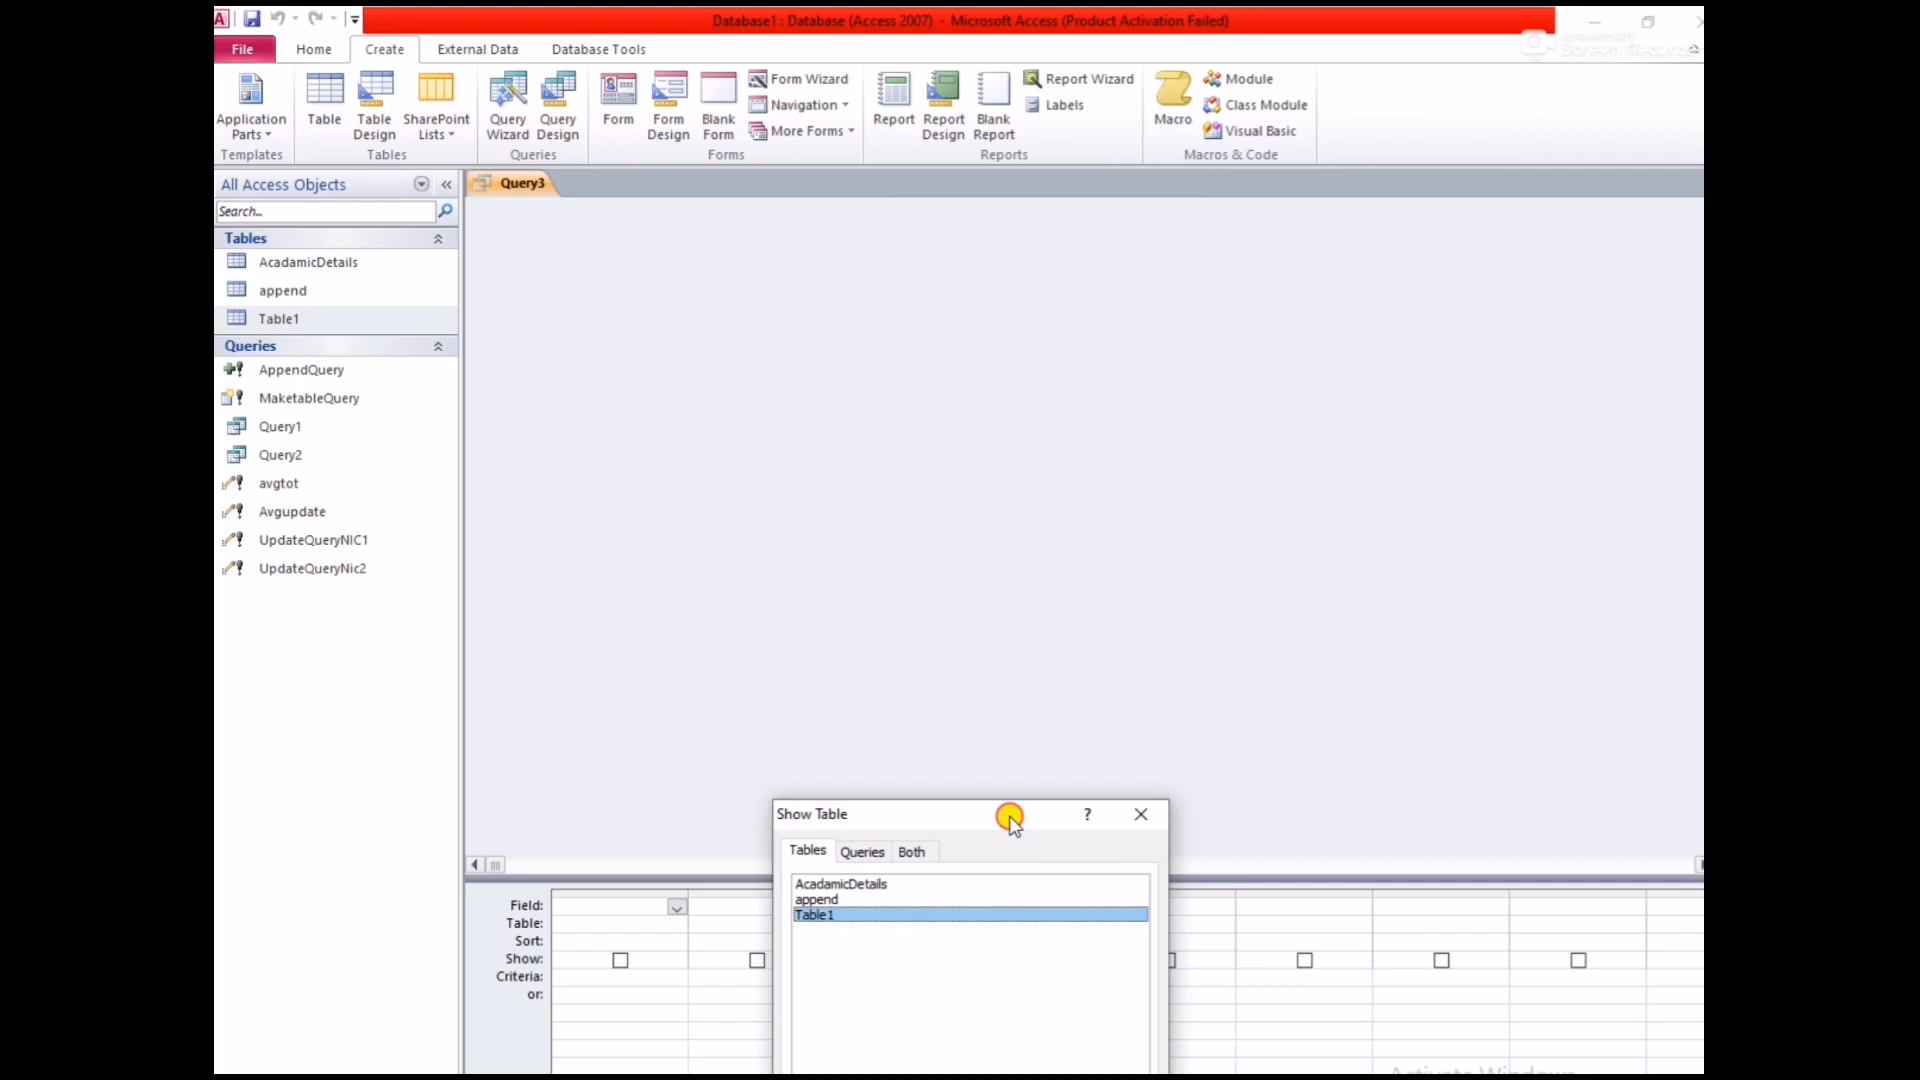 Database1 : Database (Access 2007) - Microsoft Access (Product Activation Failed)
File Home Create External Data Database Tools
Application Parts
Table
Table Design
SharePoint Lists
Query Wizard
Query Design
Form
Form Design
Blank Form
Form Wizard
Navigation
More Forms
Report
Report Design
Blank Report
Report Wizard
Labels
Macro
Module
Class Module
Visual Basic
Templates Tables Queries Forms Reports Macros & Code
All Access Objects
Search...
Tables
AcadamicDetails
append
Table1
Queries
AppendQuery
MaketableQuery
Query1
Query2
avgtot
Avgupdate
UpdateQueryNIC1
UpdateQueryNic2
Query3
Show Table ?
Tables Queries Both
AcadamicDetails
append
Table1
Field:
Table:
Sort:
Show:
Criteria:
or: